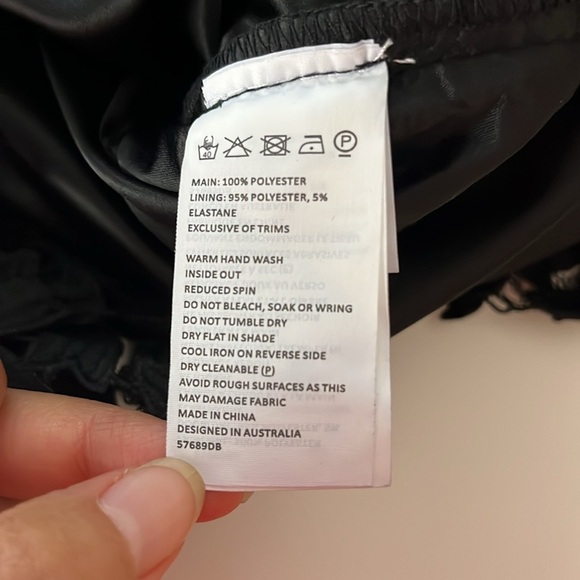 40 P
MAIN: 100% POLYESTER
LINING: 95% POLYESTER, 5%
ELASTANE
EXCLUSIVE OF TRIMS
WARM HAND WASH
INSIDE OUT
REDUCED SPIN
DO NOT BLEACH, SOAK OR WRING
DO NOT TUMBLE DRY
DRY FLAT IN SHADE
COOL IRON ON REVERSE SIDE
DRY CLEANABLE (P)
AVOID ROUGH SURFACES AS THIS
MAY DAMAGE FABRIC
MADE IN CHINA
DESIGNED IN AUSTRALIA
57689DB